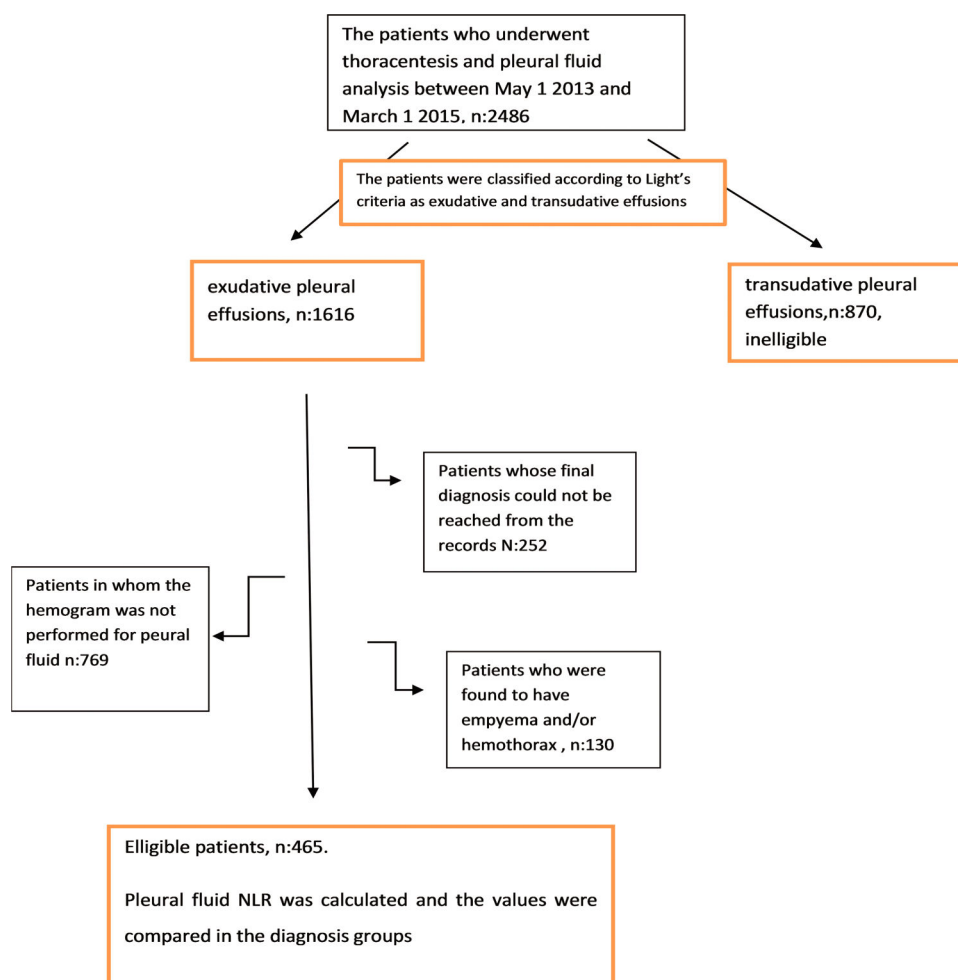 The patients who underwent
thoracentesis and pleural fluid
analysis between May 1 2013 and
March 1 2015, n:2486
The patients were classified according to Light's
criteria as exudative and transudative effusions
exudative pleural
effusions, n:1616
transudative pleural
effusions,n:870,
inelligible
Patients whose final
diagnosis could not be
reached from the
records N:252
Patients in whom the
hemogram was not
performed for peural
fluid n:769
Patients who were
found to have
empyema and/or
hemothorax , n:130
Elligible patients, n:465.
Pleural fluid NLR was calculated and the values were
compared in the diagnosis groups